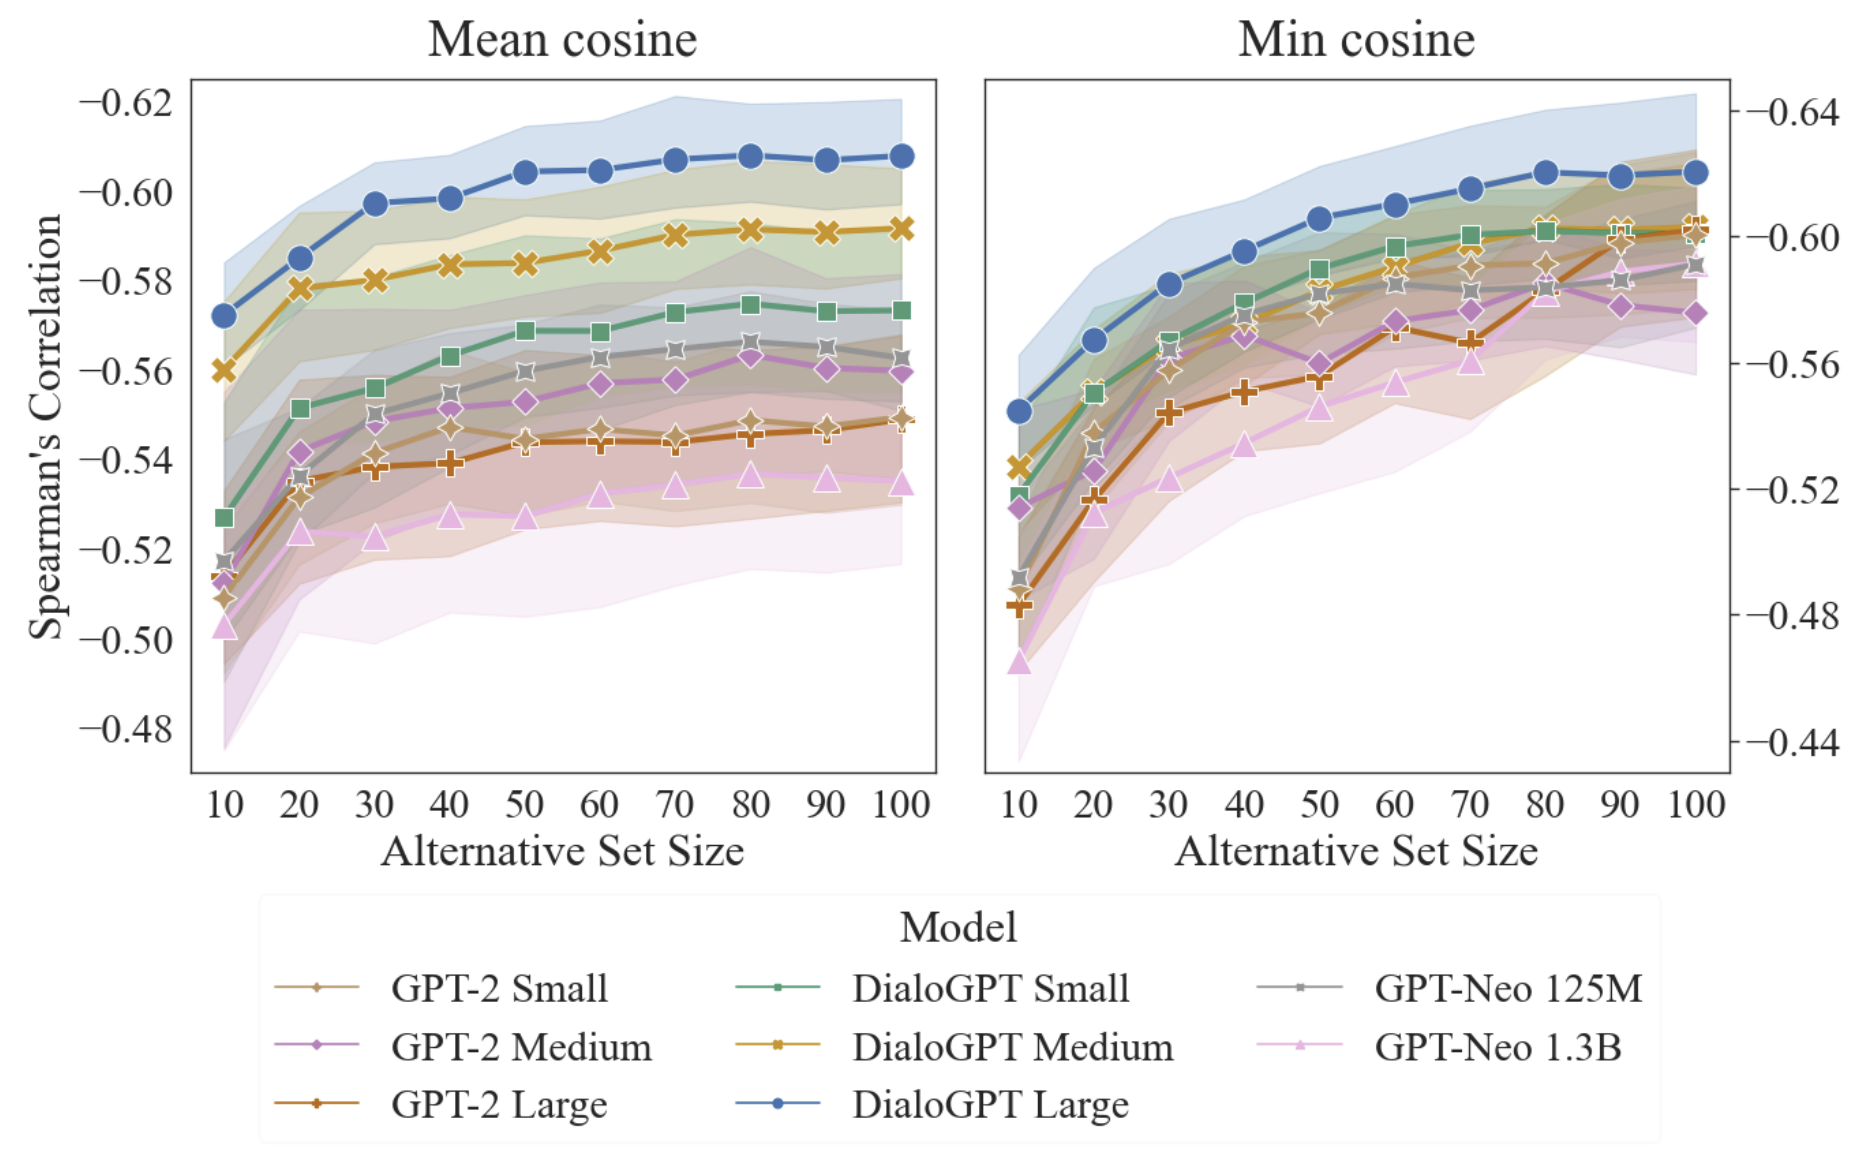 Mean cosine
Min cosine
Spearman's Correlation
−0.62
−0.60
−0.58
−0.56
−0.54
−0.52
−0.50
−0.48
−0.64
−0.60
−0.56
−0.52
−0.48
−0.44
10 20 30 40 50 60 70 80 90 100
10 20 30 40 50 60 70 80 90 100
Alternative Set Size
Alternative Set Size
Model
GPT-2 Small
GPT-2 Medium
GPT-2 Large
DialoGPT Small
DialoGPT Medium
DialoGPT Large
GPT-Neo 125M
GPT-Neo 1.3B